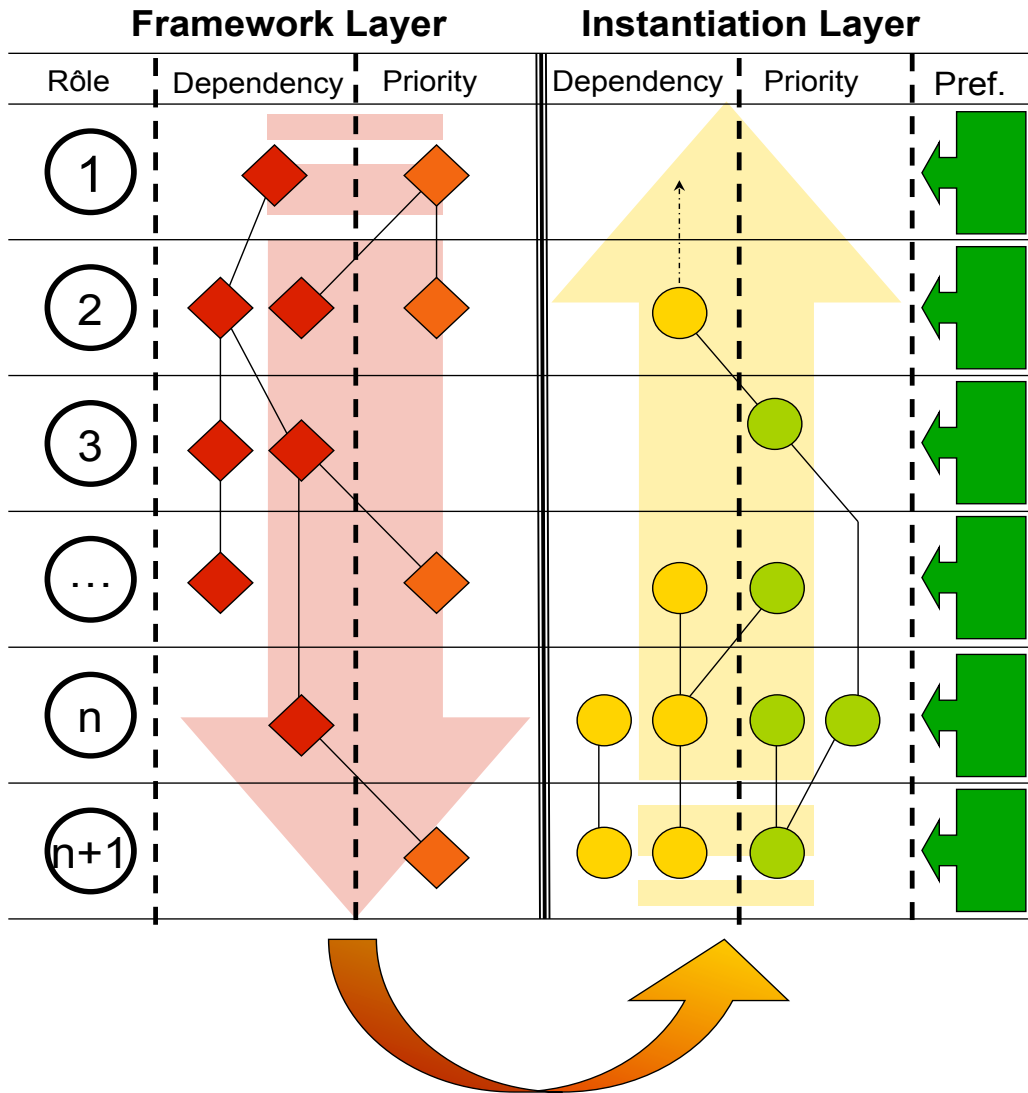 Framework Layer Instantiation Layer
Rôle Dependency Priority Dependency Priority Pref.
1
2
3
...
n
n+1